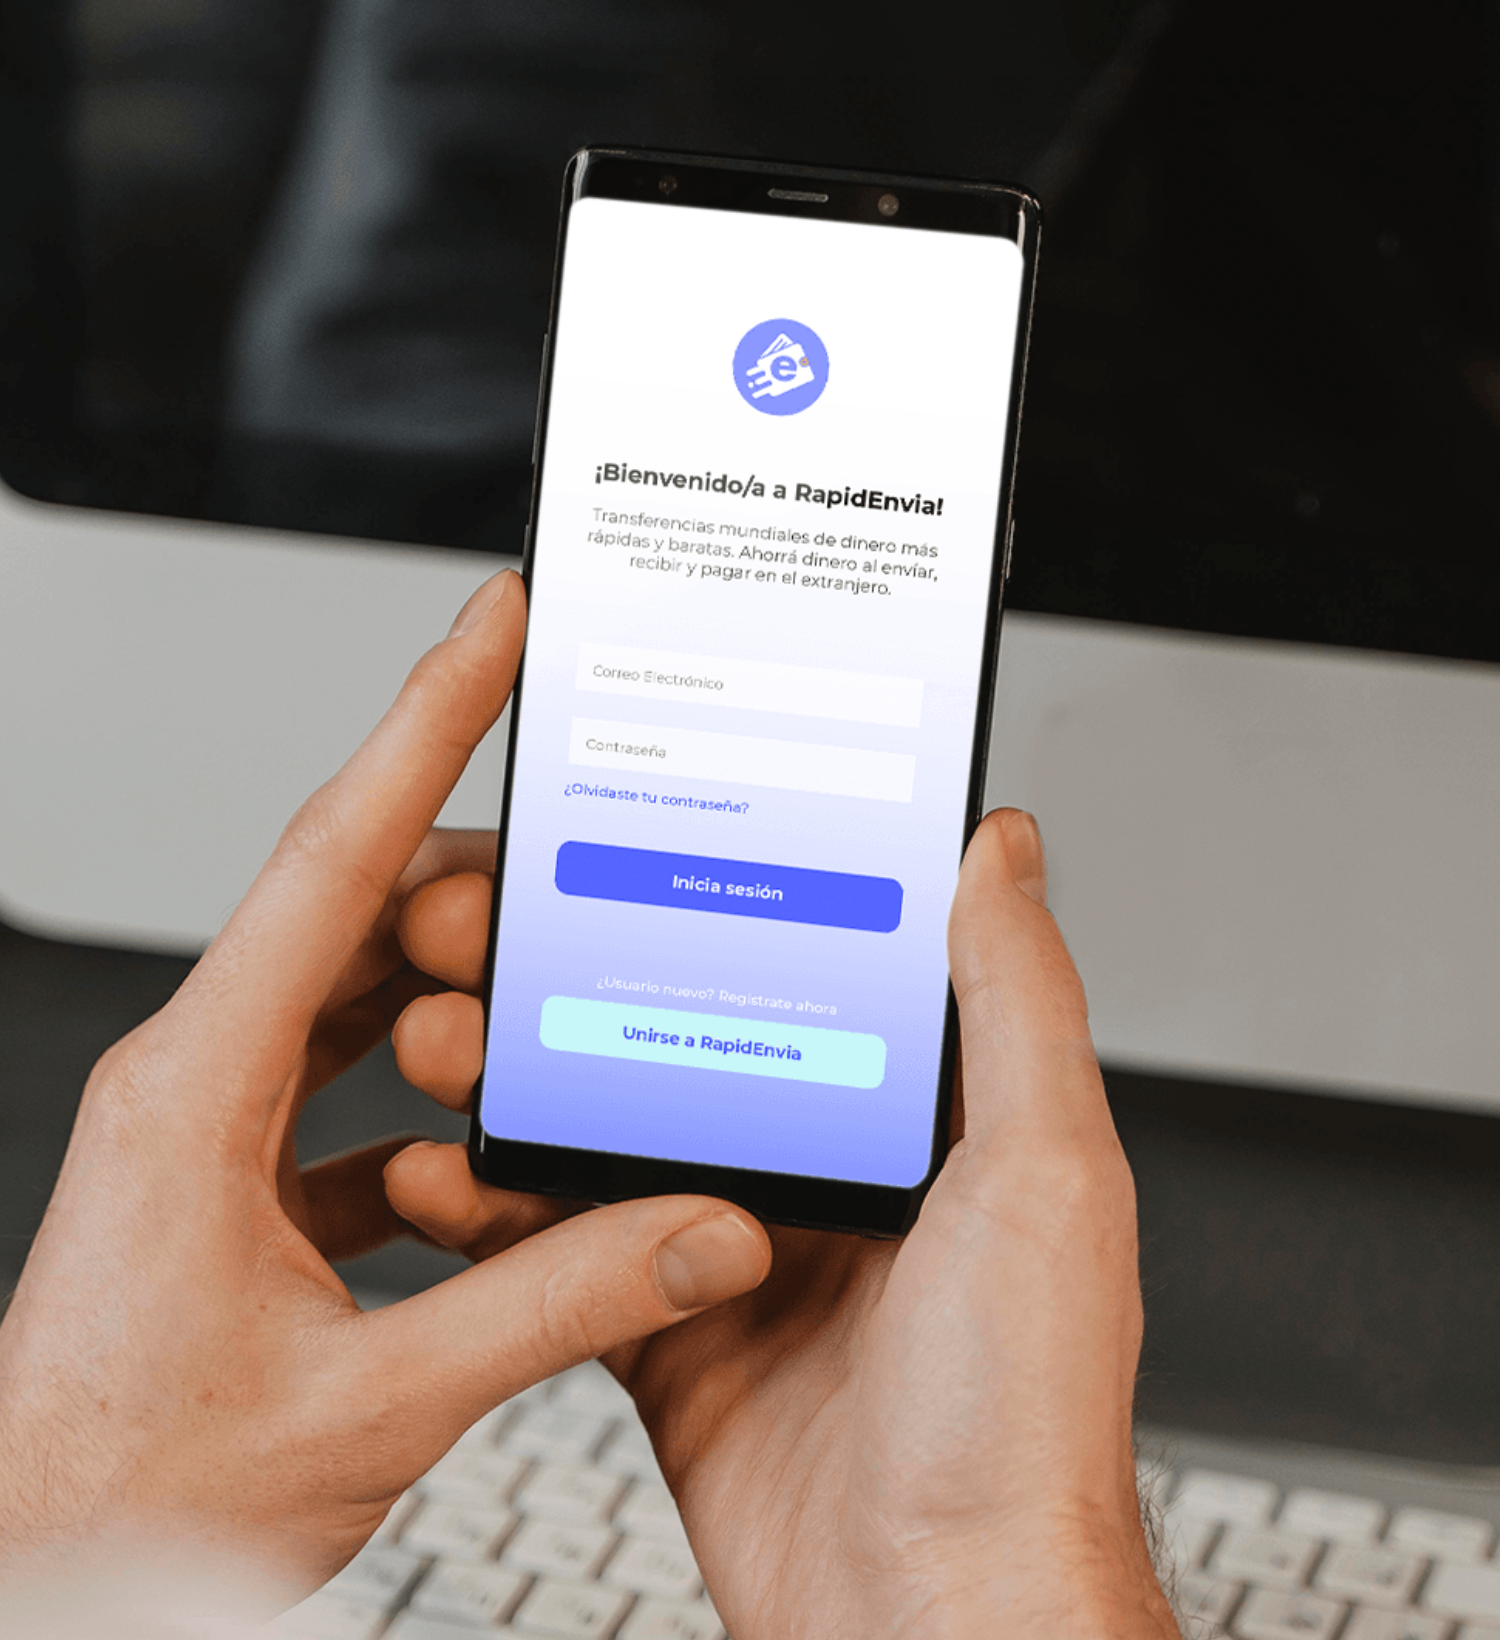 e
¡Bienvenido/a a RapidEnvia!
Transferencias mundiales de dinero más
rápidas y baratas. Ahorrá dinero al envíar,
recibir y pagar en el extranjero.
Correo Electrónico
Contraseña
¿Olvidaste tu contraseña?
Inicia sesión
¿Usuario nuevo? Registrate ahora
Unirse a RapidEnvia